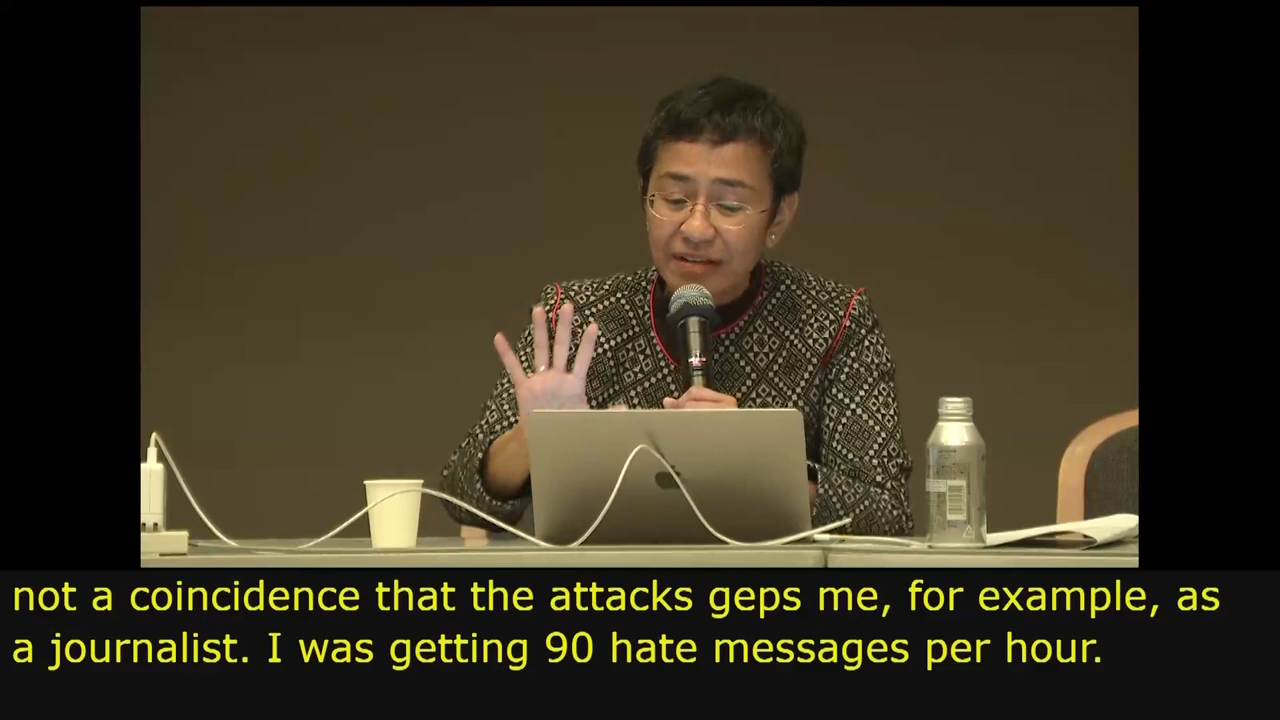 not a coincidence that the attacks geps me, for example, as
a journalist. I was getting 90 hate messages per hour.